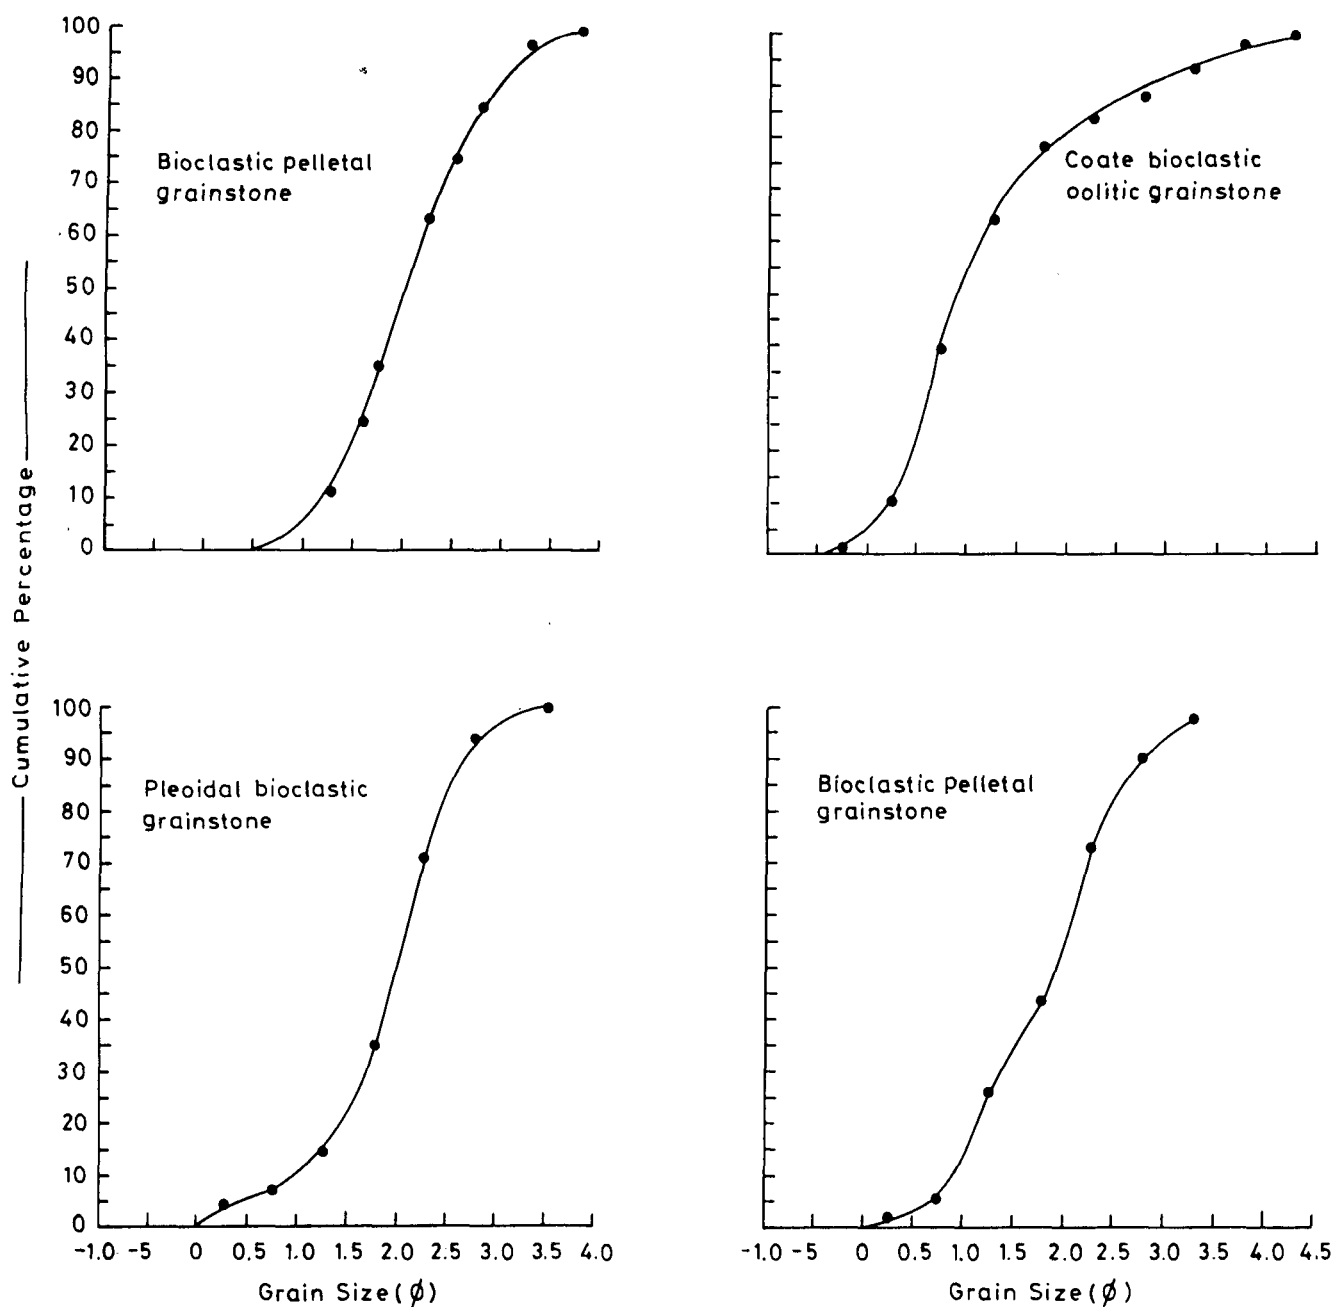 100
90
80
70
60
50
40
30
20
10
0
Bioclastic pelletal
grainstone
Coate bioclastic
oolitic grainstone
Cumulative Percentage
100
90
80
70
60
50
40
30
20
10
0
Pleoidal bioclastic
grainstone
-1.0 -5 0 0.5 1.0 1.5 2.0 2.5 3.0 3.5 4.0
Grain Size (ϕ)
Bioclastic pelletal
grainstone
-1.0 -5 0 0.5 1.0 1.5 2.0 2.5 3.0 3.5 4.0 4.5
Grain Size (ϕ)